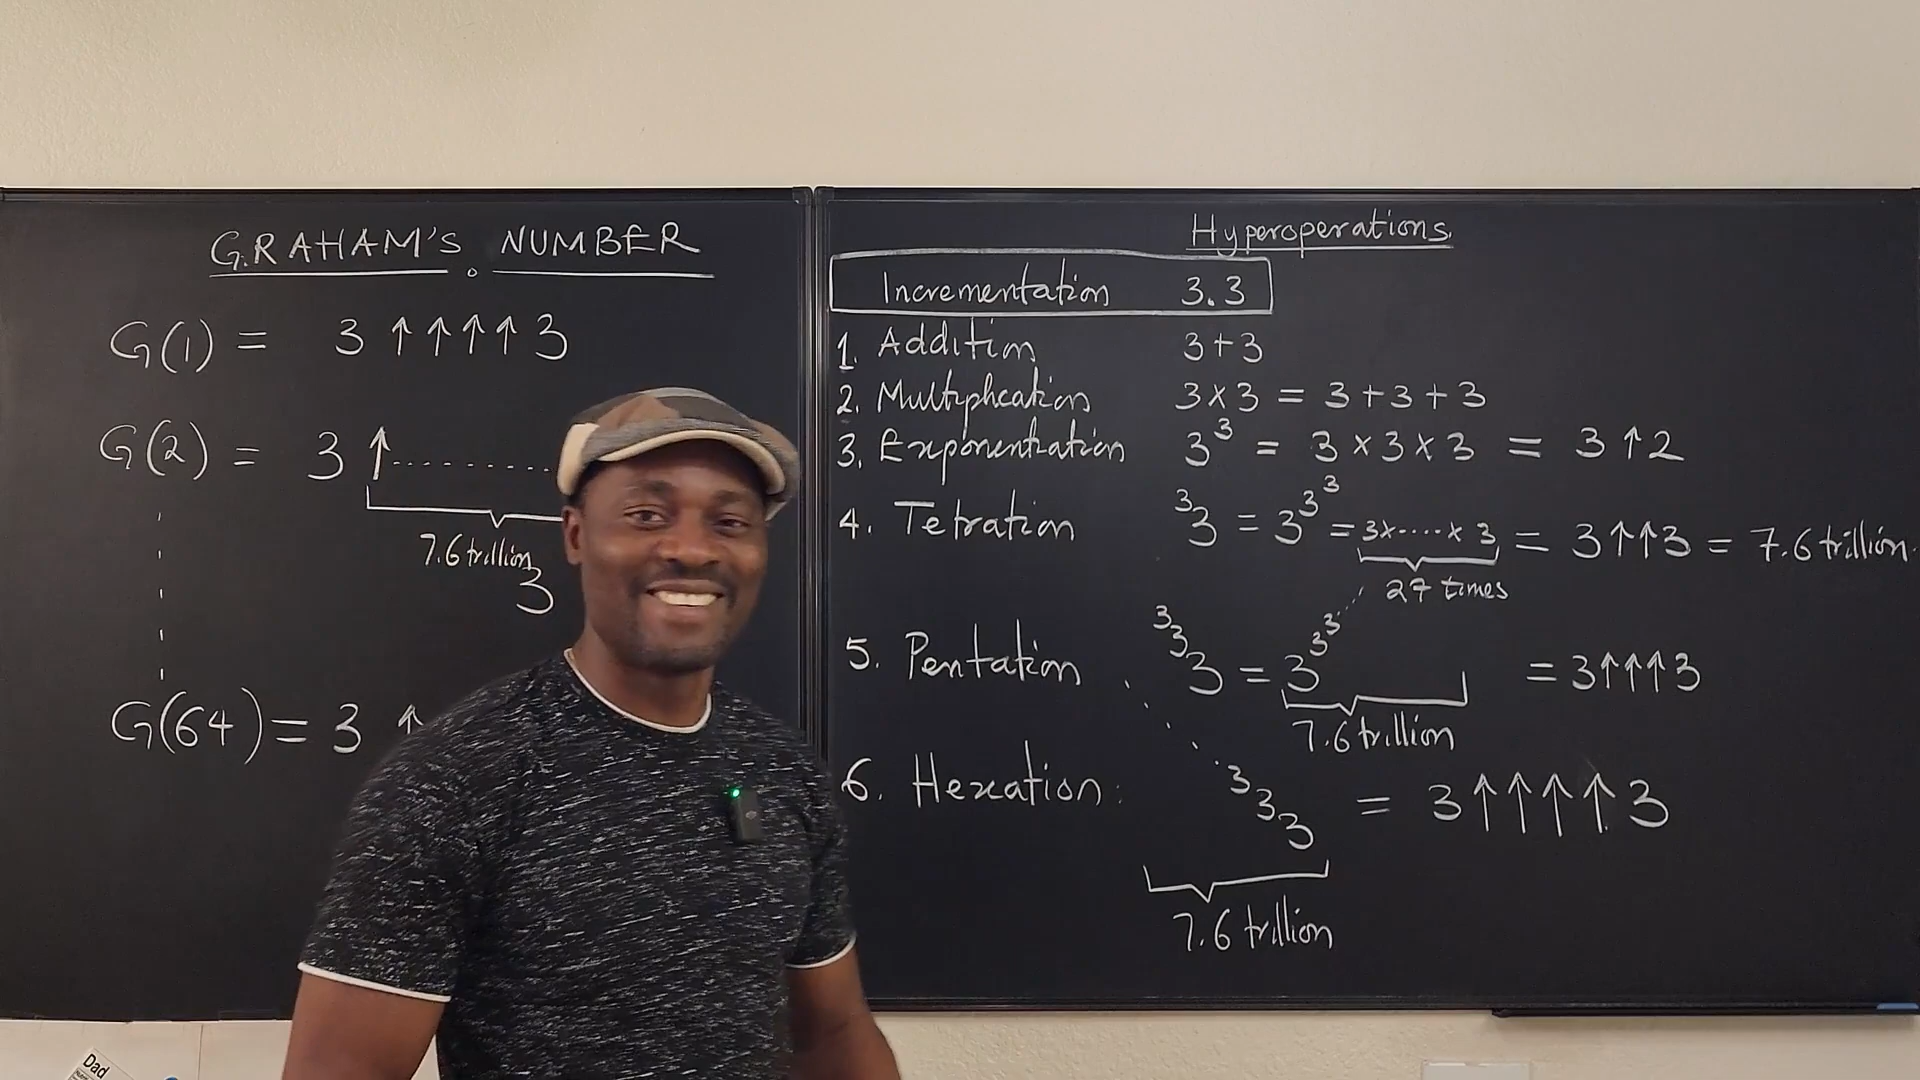 GRAHAM'S NUMBER
G(1) = 3 ↑ ↑ ↑ ↑ 3
G(2) = 3 ↑ ........
7.6 trillion
3
G(64) = 3 ↑
Hyperoperations
Incrementation 3.3
1. Addition 3 + 3
2. Multiplication 3 × 3 = 3 + 3 + 3
3. Exponentiation 3³ = 3 × 3 × 3 = 3 ↑ 2
4. Tetration ³3 = 3^3^3 = 3×.....× 3 = 3 ↑↑ 3 = 7.6 trillion.
27 times
5. Pentation ³³3 = 3^3^3^... = 3 ↑↑↑ 3
7.6 trillion
6. Hexation: ³³3 = 3 ↑ ↑ ↑ ↑ 3
7.6 trillion
Dad